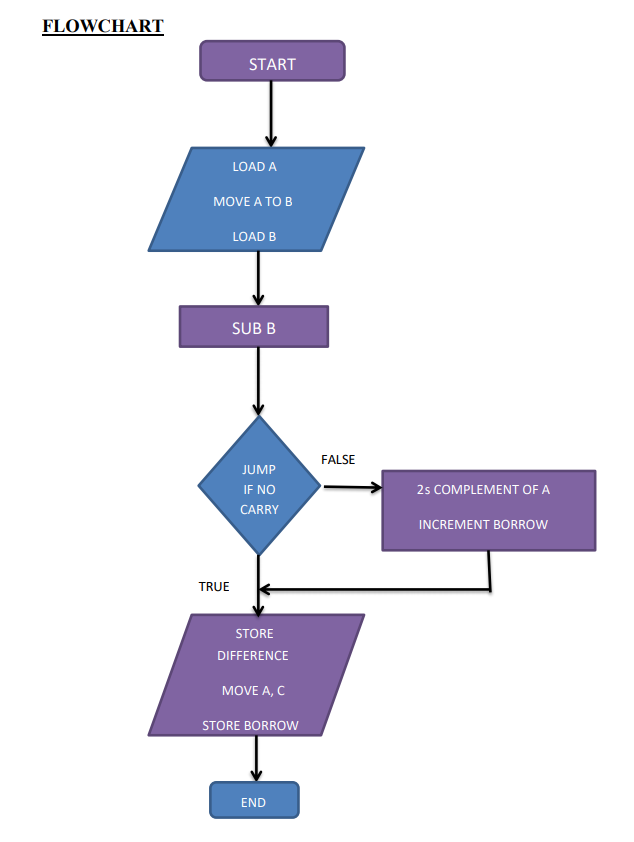 FLOWCHART
START
LOAD A
MOVE A TO B
LOAD B
SUB B
JUMP
IF NO
CARRY
FALSE
2s COMPLEMENT OF A
INCREMENT BORROW
TRUE
STORE
DIFFERENCE
MOVE A, C
STORE BORROW
END